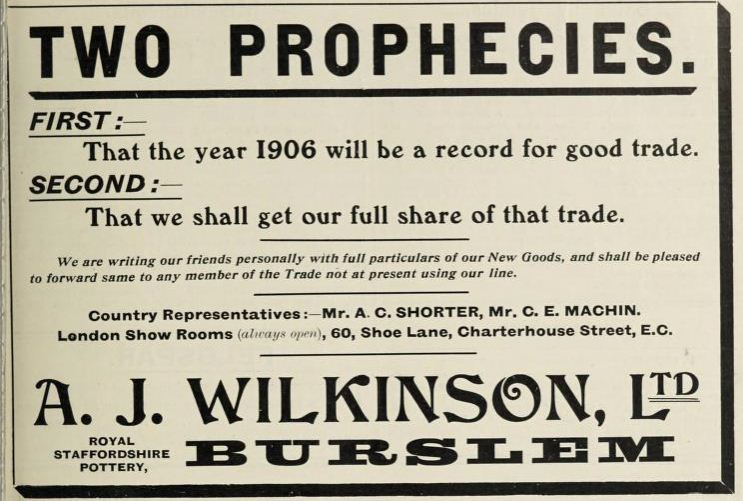 TWO PROPHECIES.
FIRST:—
That the year 1906 will be a record for good trade.
SECOND:—
That we shall get our full share of that trade.
We are writing our friends personally with full particulars of our New Goods, and shall be pleased
to forward same to any member of the Trade not at present using our line.
Country Representatives:—Mr. A. C. SHORTER, Mr. C. E. MACHIN.
London Show Rooms (always open), 60, Shoe Lane, Charterhouse Street, E.C.
A. J. WILKINSON, LTD
ROYAL
STAFFORDSHIRE
POTTERY,
BURSLEM